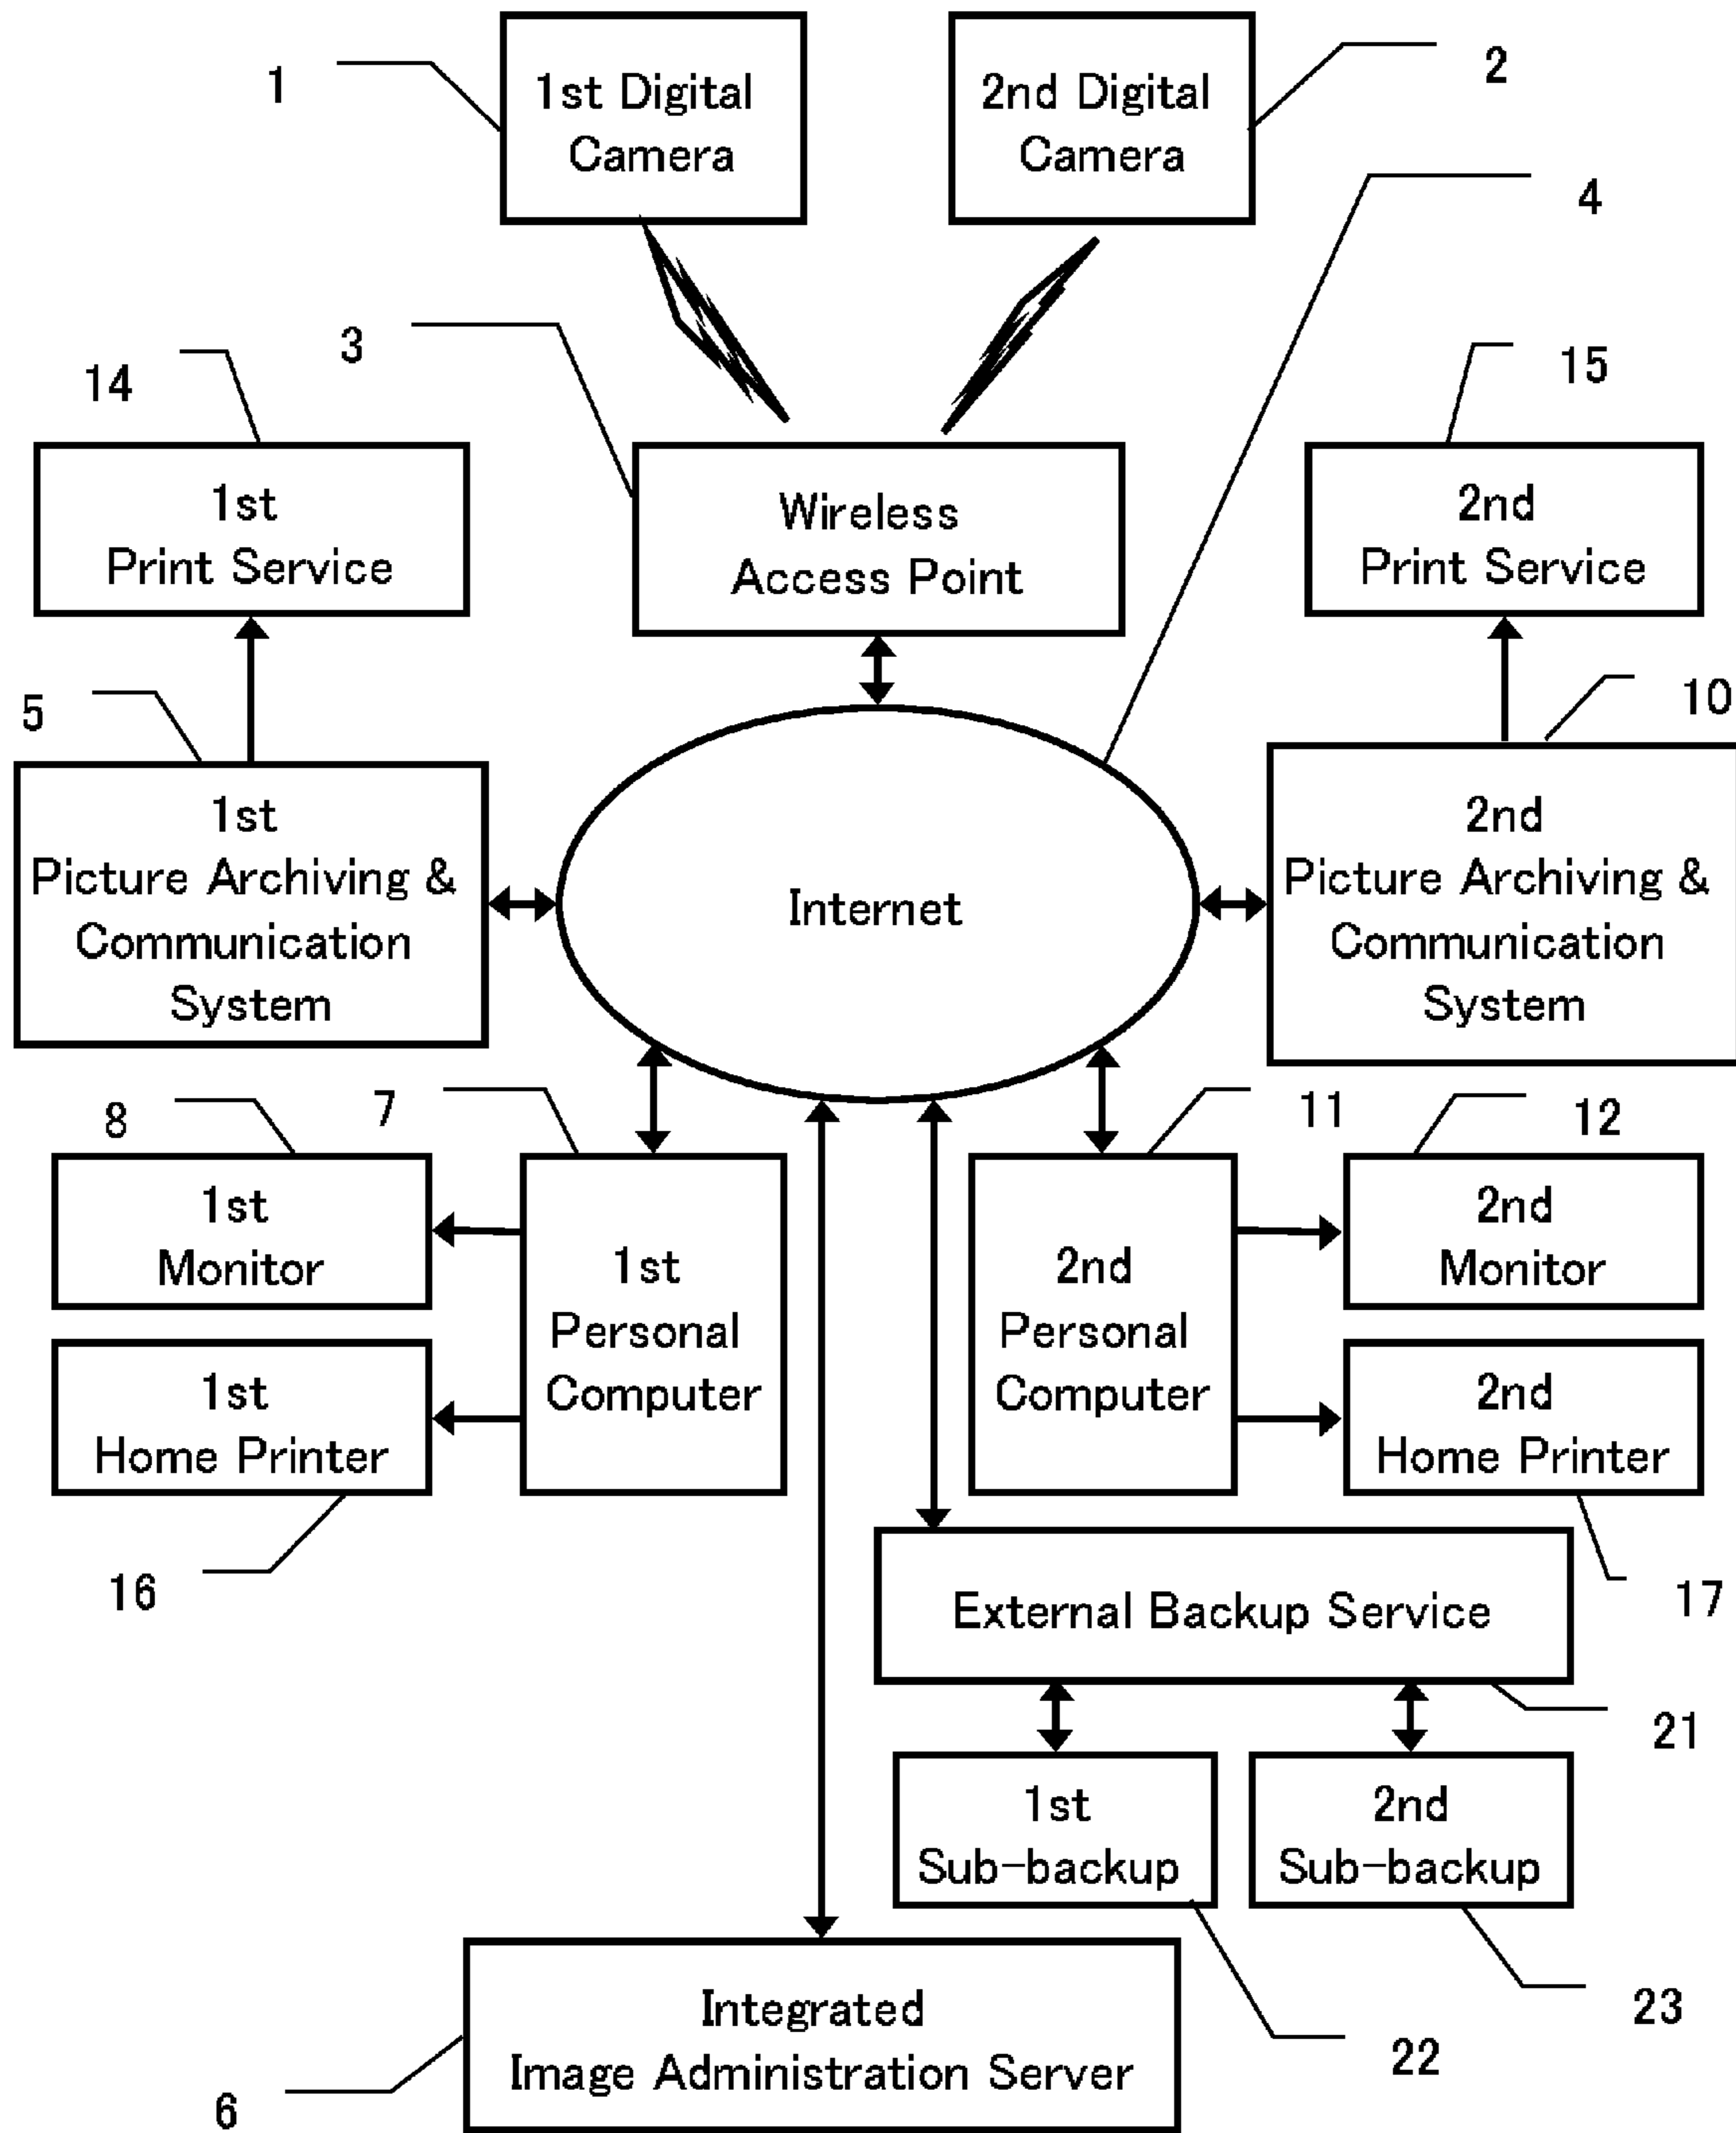 1
1st Digital
Camera
2nd Digital
Camera
2
4
3
14
15
1st
Print Service
Wireless
Access Point
2nd
Print Service
5
10
1st
Picture Archiving &
Communication
System
Internet
2nd
Picture Archiving &
Communication
System
8
7
11
12
1st
Monitor
1st
Personal
Computer
2nd
Personal
Computer
2nd
Monitor
1st
Home Printer
2nd
Home Printer
16
17
External Backup Service
21
1st
Sub-backup
2nd
Sub-backup
22
23
Integrated
Image Administration Server
6